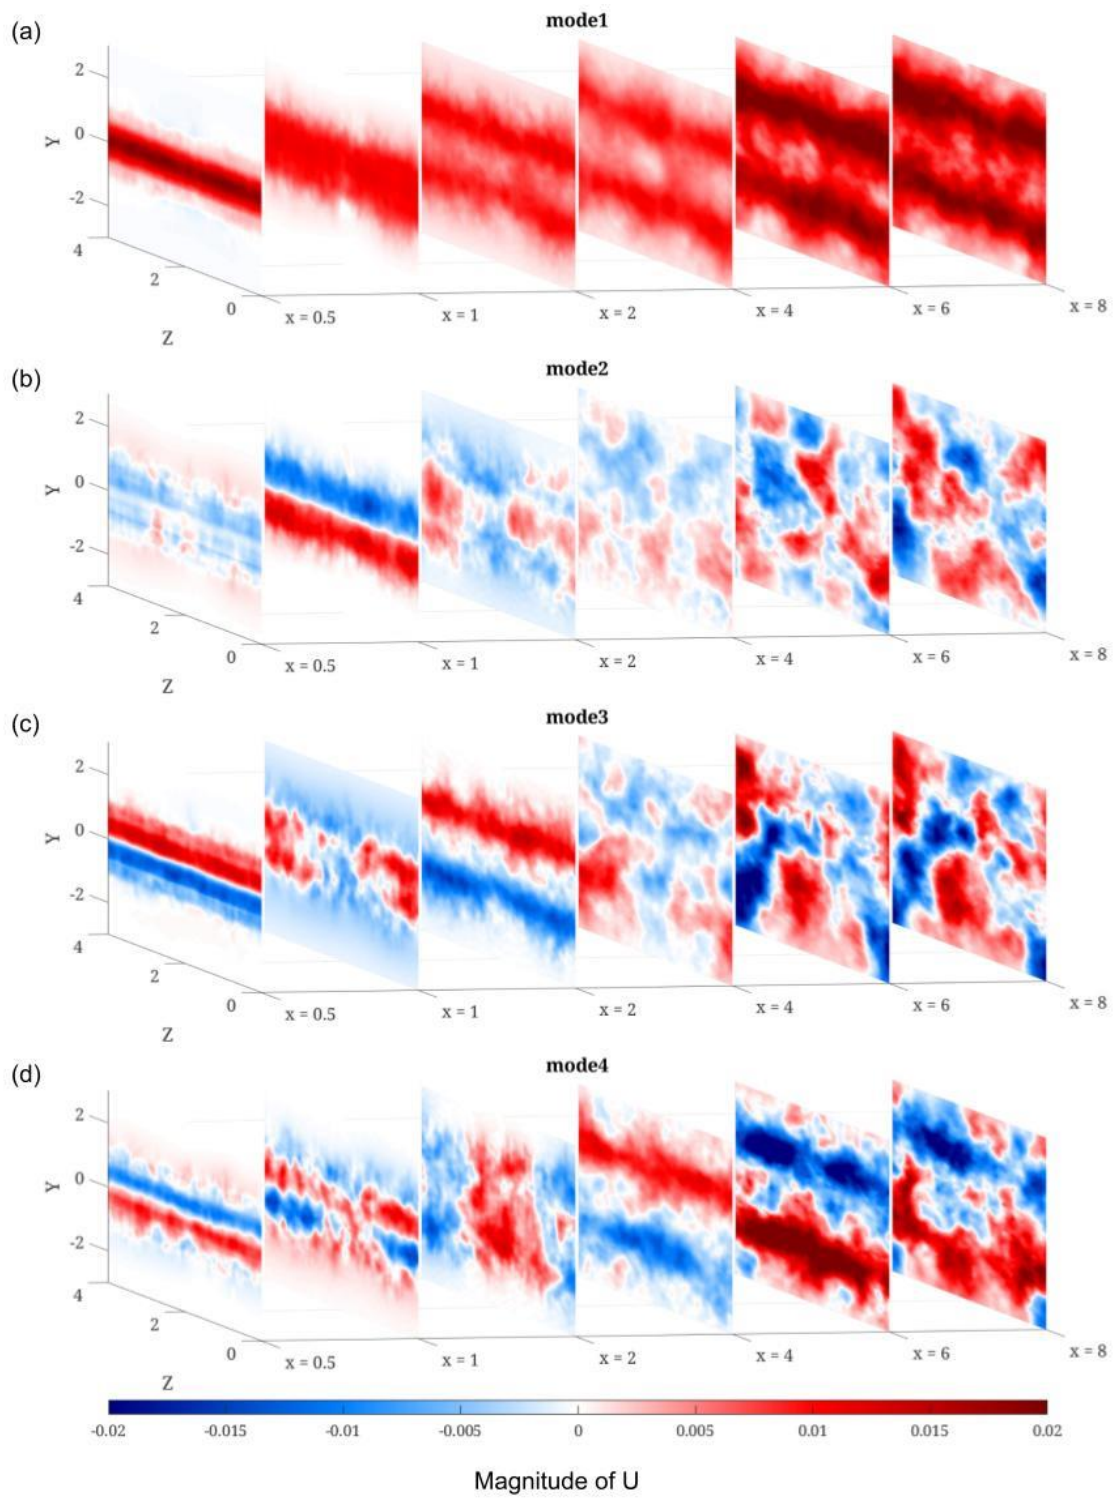 (a)
mode1
2
0
Y
-2
4
2
0
Z
x = 0.5
x = 1
x = 2
x = 4
x = 6
x = 8
(b)
mode2
2
0
Y
-2
4
2
0
Z
x = 0.5
x = 1
x = 2
x = 4
x = 6
x = 8
(c)
mode3
2
0
Y
-2
4
2
0
Z
x = 0.5
x = 1
x = 2
x = 4
x = 6
x = 8
(d)
mode4
2
0
Y
-2
4
2
0
Z
x = 0.5
x = 1
x = 2
x = 4
x = 6
x = 8
-0.02 -0.015 -0.01 -0.005 0 0.005 0.01 0.015 0.02
Magnitude of U